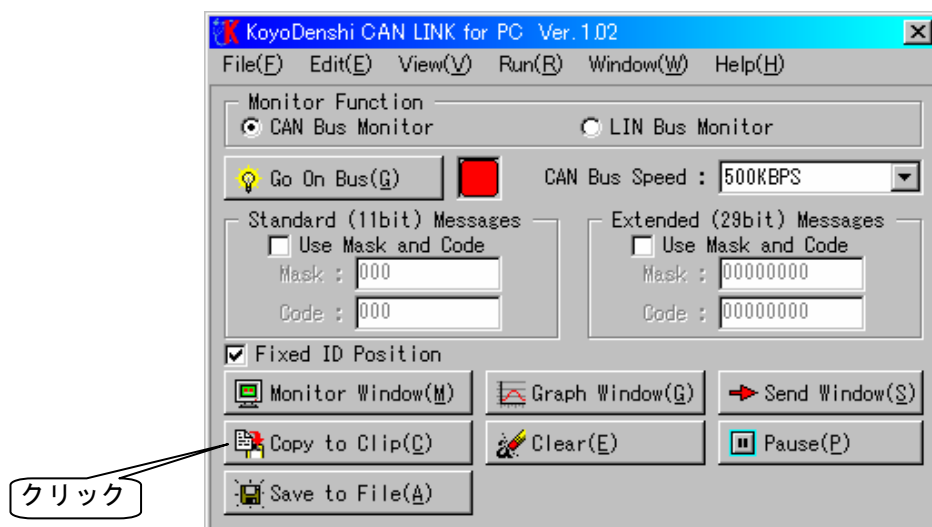 KoyoDenshi CAN LINK for PC Ver. 1.02
File(F) Edit(E) View(V) Run(R) Window(W) Help(H)
Monitor Function
CAN Bus Monitor LIN Bus Monitor
Go On Bus(G) CAN Bus Speed : 500KBPS
Standard (11bit) Messages Extended (29bit) Messages
Use Mask and Code Use Mask and Code
Mask : 000 Mask : 00000000
Code : 000 Code : 00000000
Fixed ID Position
Monitor Window(M) Graph Window(G) Send Window(S)
Copy to Clip(C) Clear(E) Pause(P)
クリック
Save to File(A)